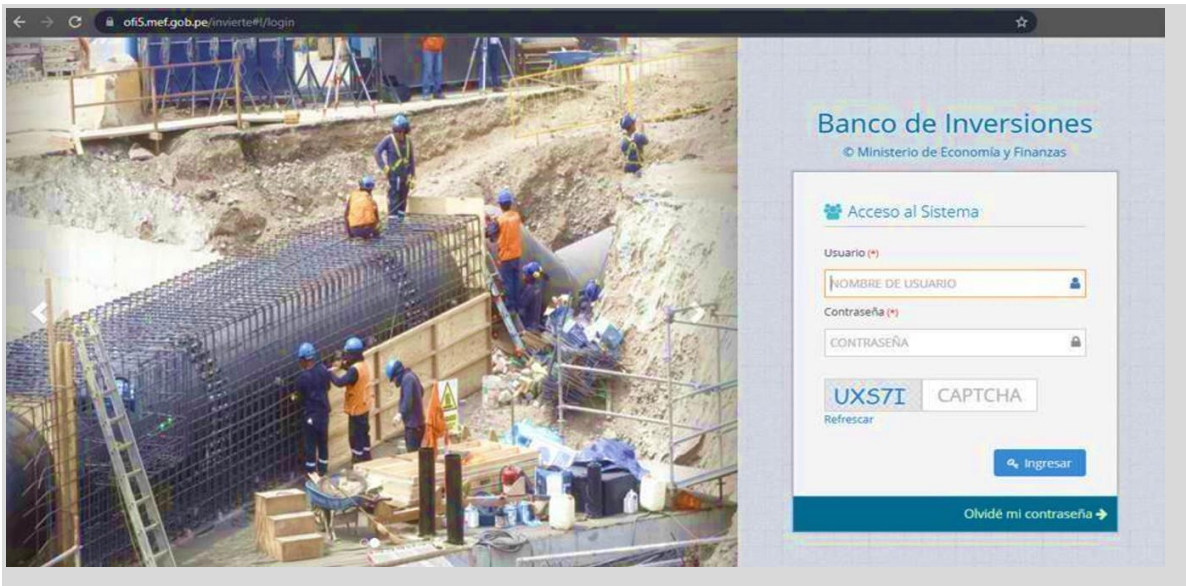 ofi5.mef.gob.pe/invierte#!/login
Banco de Inversiones
© Ministerio de Economía y Finanzas
Acceso al Sistema
Usuario (*)
NOMBRE DE USUARIO
Contraseña (*)
CONTRASEÑA
UXS7I CAPTCHA
Refrescar
Ingresar
Olvidé mi contraseña